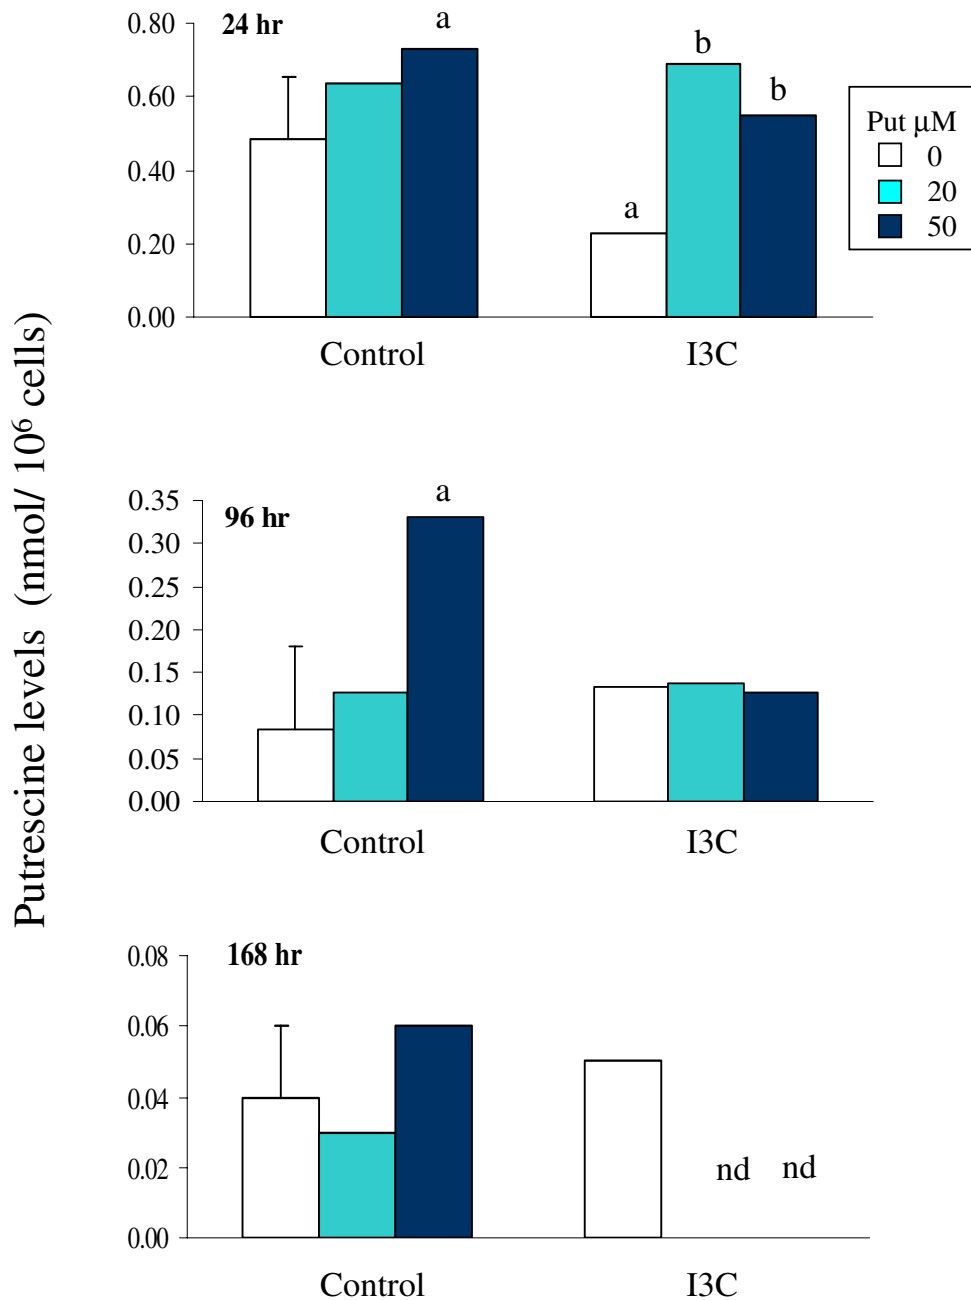 Putrescine levels (nmol/ 10⁶ cells)
24 hr
0.80
0.60
0.40
0.20
0.00
a
a
b
b
Control
I3C
Put μM
0
20
50
96 hr
0.35
0.30
0.25
0.20
0.15
0.10
0.05
0.00
a
Control
I3C
168 hr
0.08
0.06
0.04
0.02
0.00
nd nd
Control
I3C